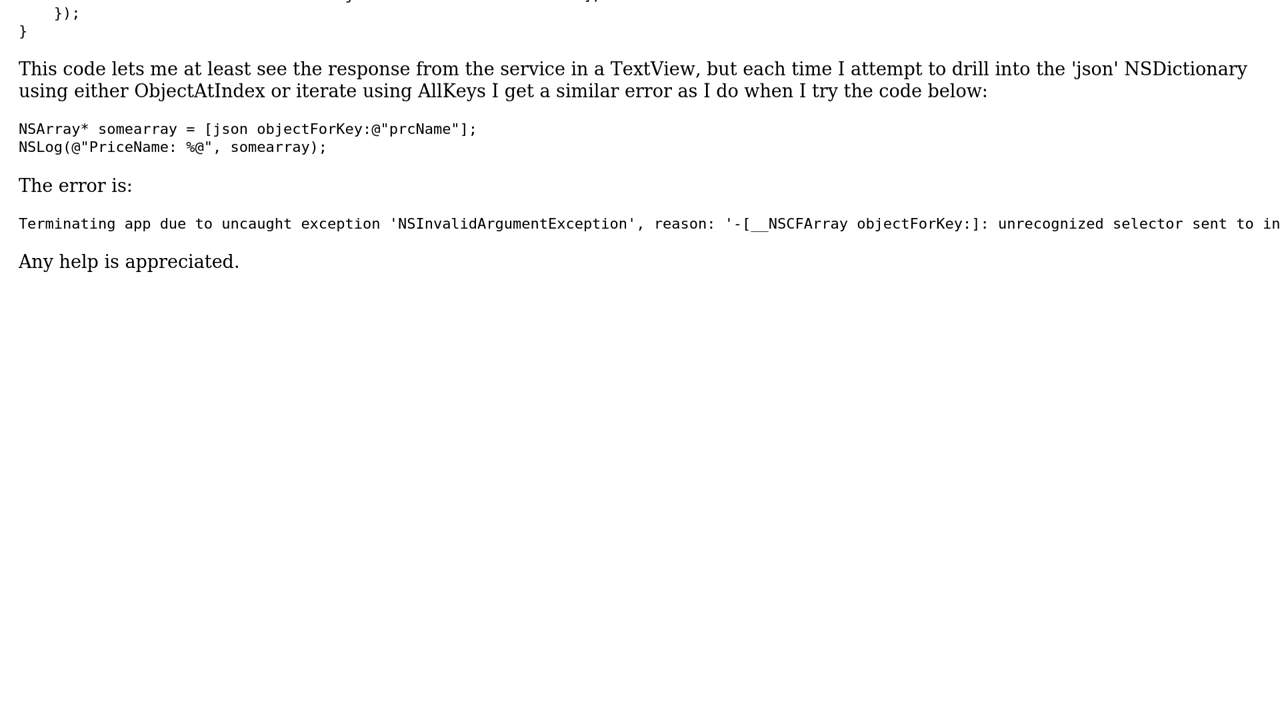 });
}
This code lets me at least see the response from the service in a TextView, but each time I attempt to drill into the 'json' NSDictionary
using either ObjectAtIndex or iterate using AllKeys I get a similar error as I do when I try the code below:
NSArray* somearray = [json objectForKey:@"prcName"];
NSLog(@"PriceName: %@", somearray);
The error is:
Terminating app due to uncaught exception 'NSInvalidArgumentException', reason: '-[__NSCFArray objectForKey:]: unrecognized selector sent to in
Any help is appreciated.